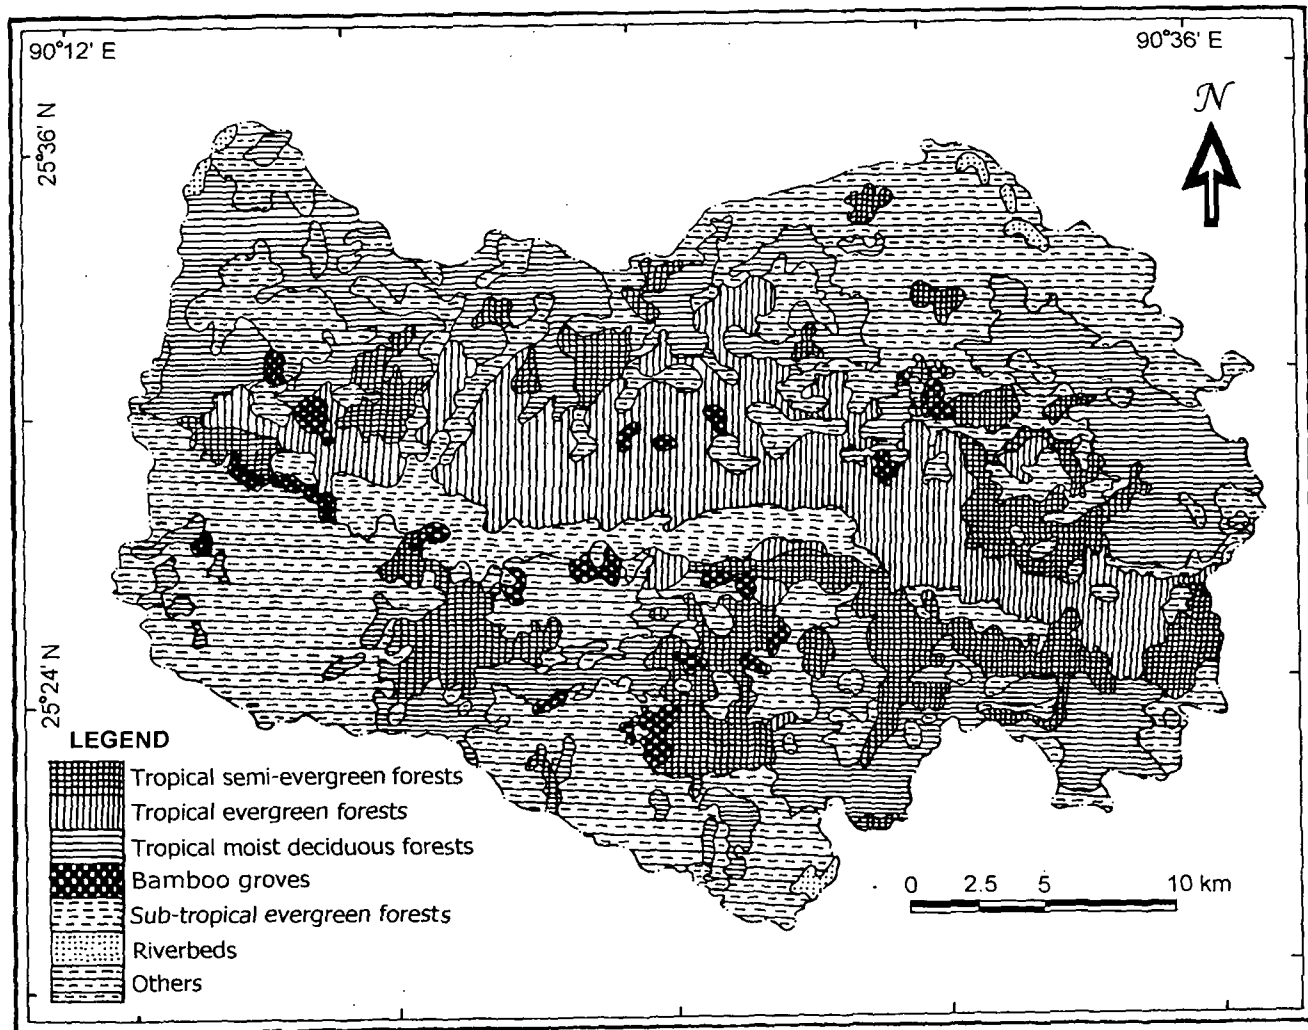 90°12' E
90°36' E
N
25°36' N
25°24' N
LEGEND
Tropical semi-evergreen forests
Tropical evergreen forests
Tropical moist deciduous forests
Bamboo groves
Sub-tropical evergreen forests
Riverbeds
Others
0 2.5 5 10 km